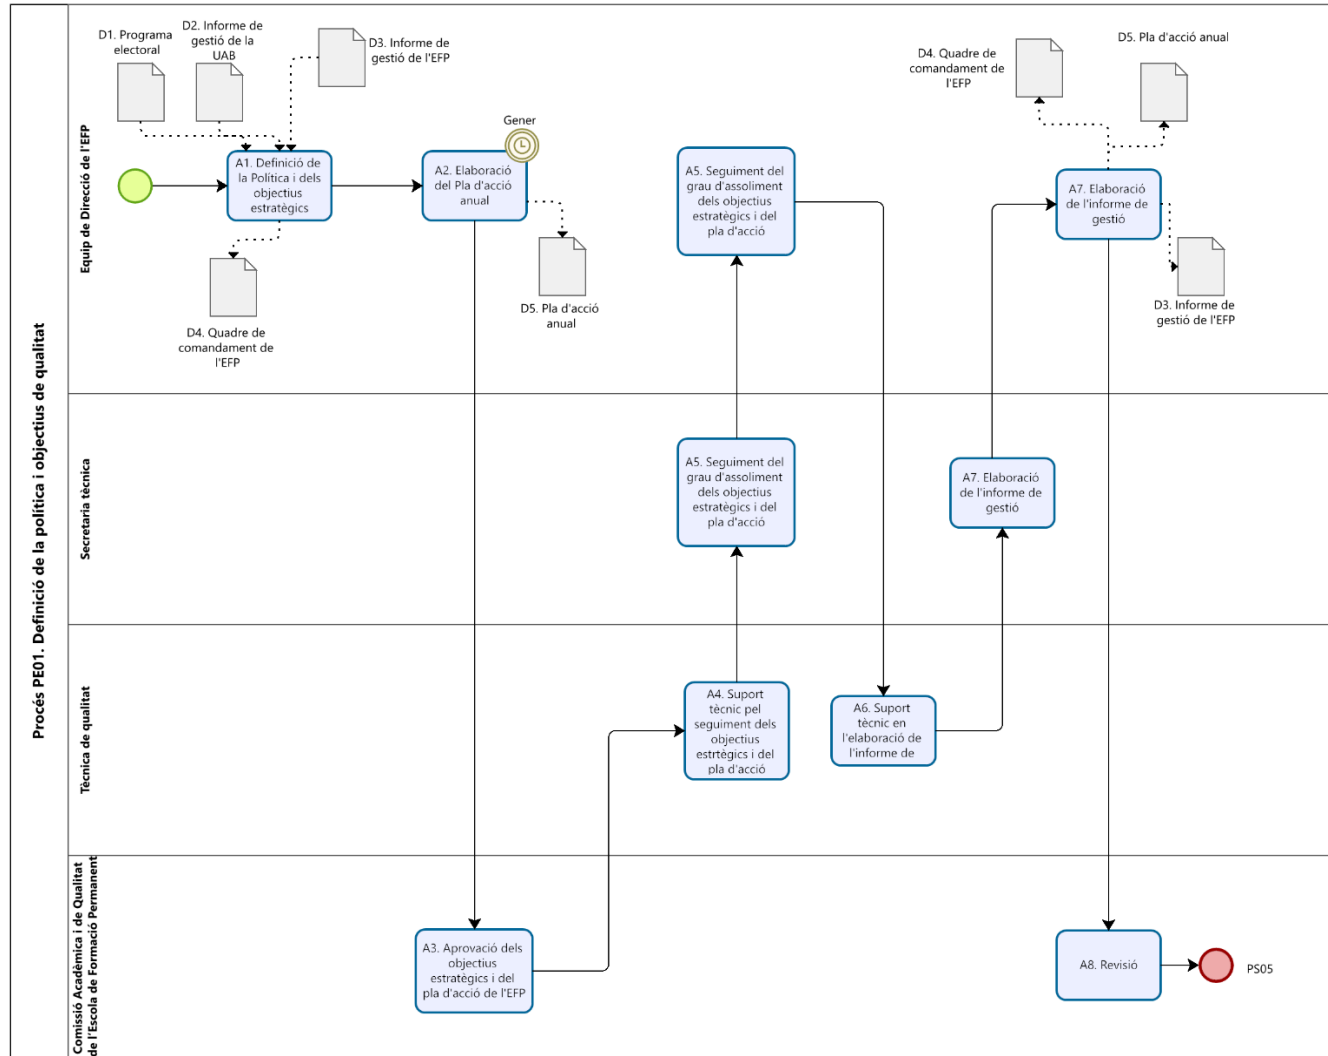 Procés PE01. Definició de la política i objectius de qualitat
Equip de Direcció de l'EFP
D1. Programa
electoral
D2. Informe de
gestió de la
UAB
D3. Informe de
gestió de l'EFP
A1. Definició de
la Política i dels
objectius
estratègics
D4. Quadre de
comandament de
l'EFP
Gener
A2. Elaboració
del Pla d'acció
anual
D5. Pla d'acció
anual
A5. Seguiment del
grau d'assoliment
dels objectius
estratègics i del
pla d'acció
D4. Quadre de
comandament de
l'EFP
D5. Pla d'acció anual
A7. Elaboració
de l'informe de
gestió
D3. Informe de
gestió de l'EFP
Secretaria tècnica
A5. Seguiment del
grau d'assoliment
dels objectius
estratègics i del
pla d'acció
A7. Elaboració
de l'informe de
gestió
Tècnica de qualitat
A4. Suport
tècnic pel
seguiment dels
objectius
estrtègics i del
pla d'acció
A6. Suport
tècnic en
l'elaboració de
l'informe de
Comissió Acadèmica i de Qualitat
de l'Escola de Formació Permanent
A3. Aprovació dels
objectius
estratègics i del
pla d'acció de l'EFP
A8. Revisió
PS05